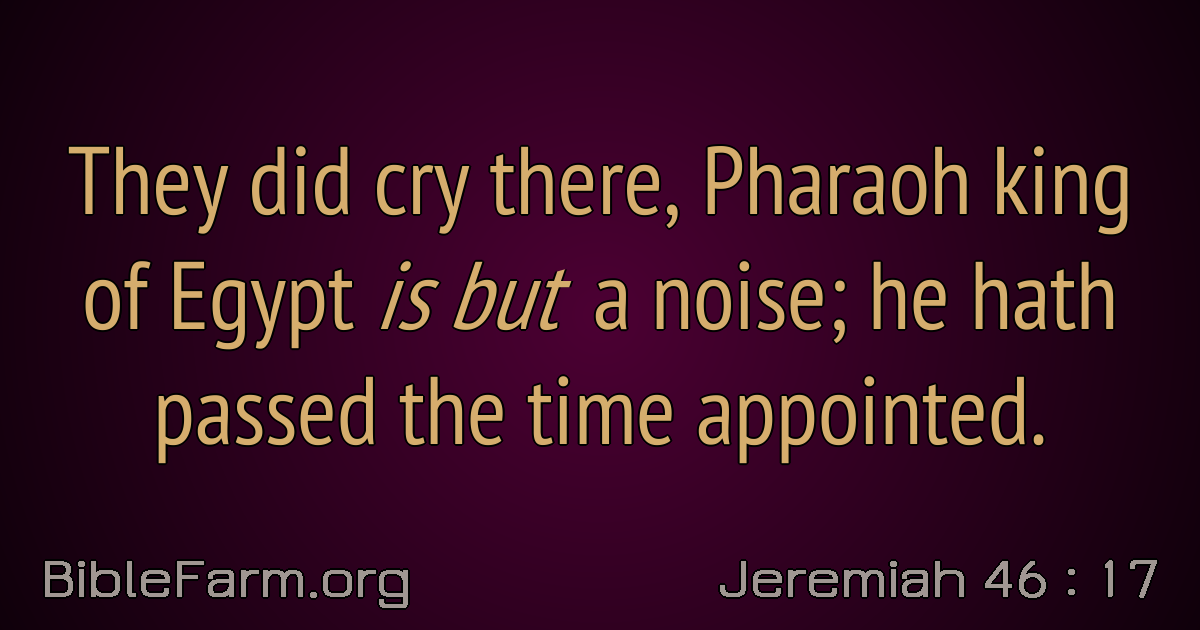 They did cry there, Pharaoh king
of Egypt is but a noise; he hath
passed the time appointed.
BibleFarm.org
Jeremiah 46 : 17